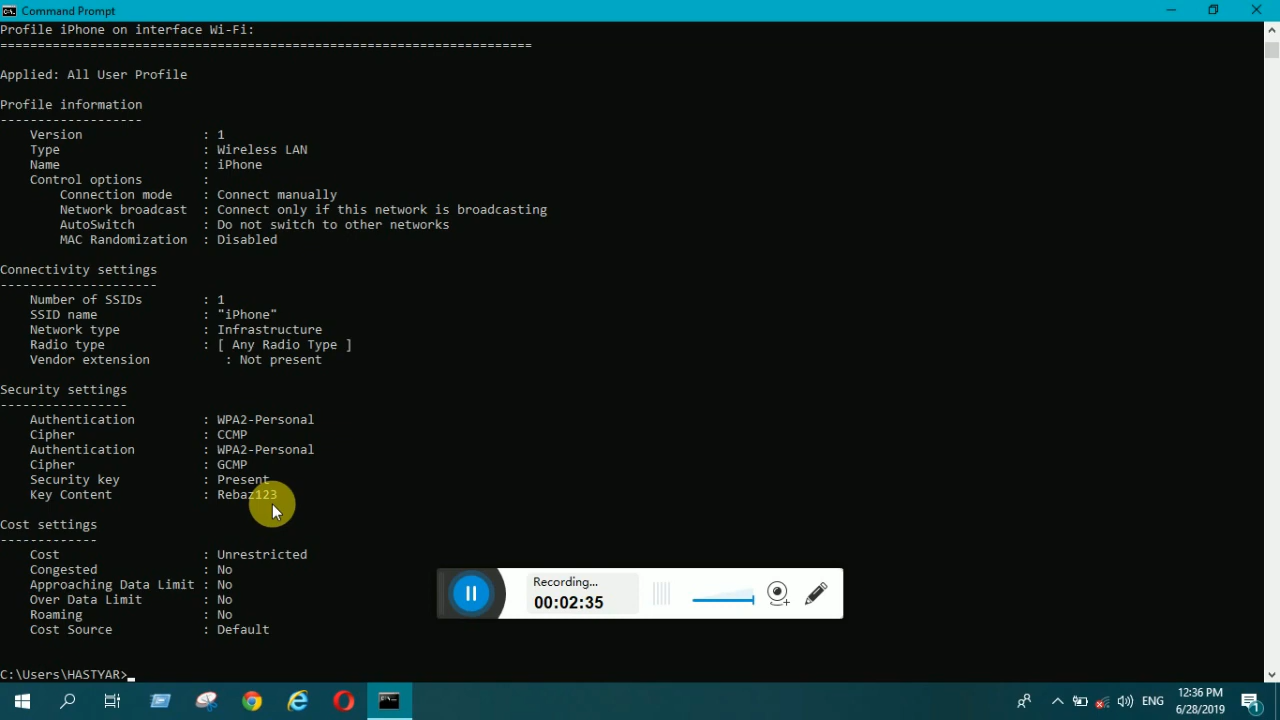 Command Prompt
Profile iPhone on interface Wi-Fi:
=======================================================================
Applied: All User Profile
Profile information
-------------------
Version : 1
Type : Wireless LAN
Name : iPhone
Control options :
Connection mode : Connect manually
Network broadcast : Connect only if this network is broadcasting
AutoSwitch : Do not switch to other networks
MAC Randomization : Disabled
Connectivity settings
---------------------
Number of SSIDs : 1
SSID name : "iPhone"
Network type : Infrastructure
Radio type : [ Any Radio Type ]
Vendor extension : Not present
Security settings
-----------------
Authentication : WPA2-Personal
Cipher : CCMP
Authentication : WPA2-Personal
Cipher : GCMP
Security key : Present
Key Content : Rebaz123
Cost settings
-------------
Cost : Unrestricted
Congested : No
Approaching Data Limit : No
Over Data Limit : No
Roaming : No
Cost Source : Default
Recording...
00:02:35
C:\Users\HASTYAR>
ENG
12:36 PM
6/28/2019
1